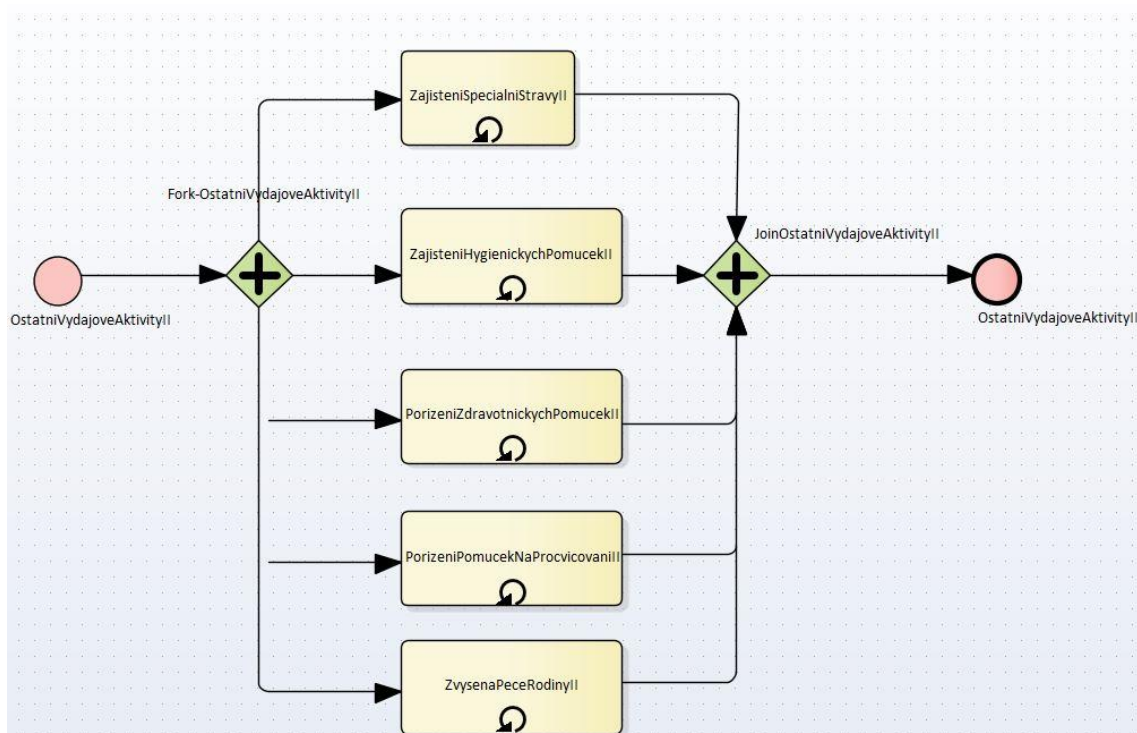 ZajisteniSpecialniStravyII
Fork-OstatniVydajoveAktivityII
JoinOstatniVydajoveAktivityII
ZajisteniHygienickychPomucekII
OstatniVydajoveAktivityII
OstatniVydajoveAktivityII
PorizeniZdravotnickychPomucekII
PorizeniPomucekNaProcvicovaniII
ZvysenaPeceRodinyII